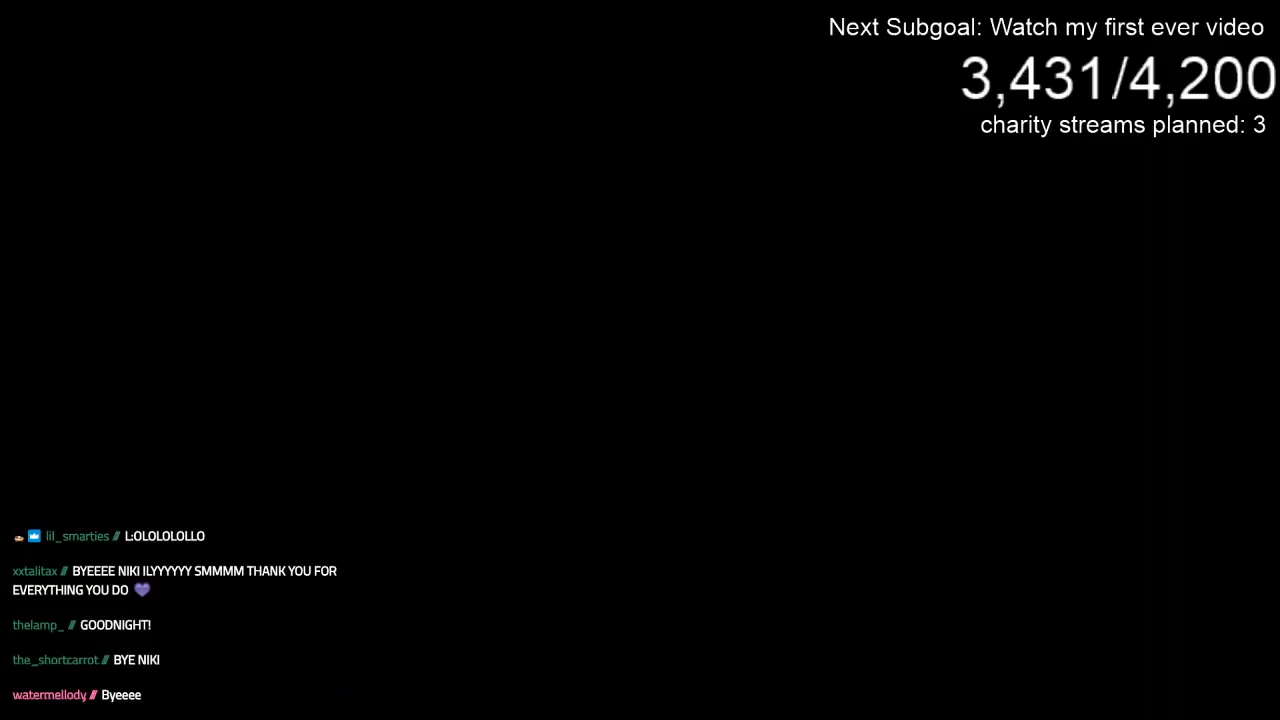 Next Subgoal: Watch my first ever video
3,431/4,200
charity streams planned: 3
lil_smarties // L:OLOLOLOLLO
xxtalitax // BYEEEE NIKI ILYYYYYY SMMMM THANK YOU FOR
EVERYTHING YOU DO
thelamp_ // GOODNIGHT!
the_shortcarrot // BYE NIKI
watermellody // Byeeee